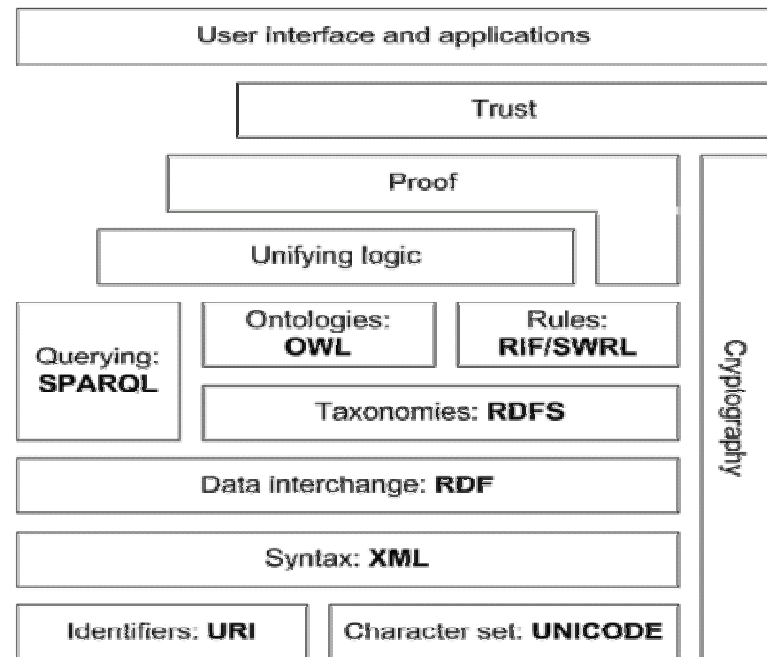 User interface and applications
Trust
Proof
Unifying logic
Querying:
SPARQL
Ontologies:
OWL
Rules:
RIF/SWRL
Taxonomies: RDFS
Cryptography
Data interchange: RDF
Syntax: XML
Identifiers: URI
Character set: UNICODE